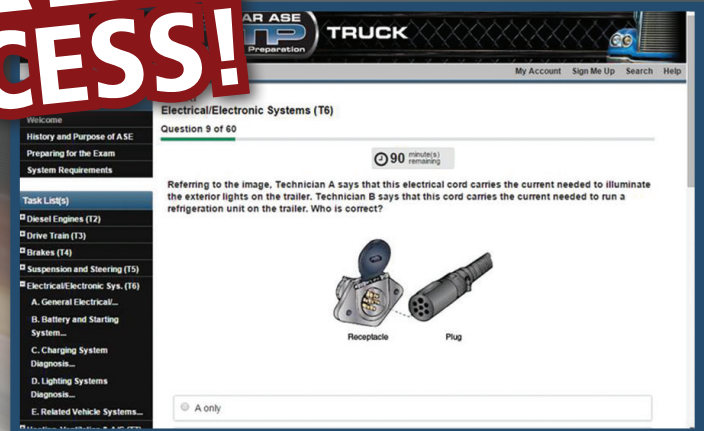 CESS!
AR ASE
TP
Preparation
TRUCK
My Account Sign Me Up Search Help
Welcome
History and Purpose of ASE
Preparing for the Exam
System Requirements
Task List(s)
Diesel Engines (T2)
Drive Train (T3)
Brakes (T4)
Suspension and Steering (T5)
Electrical/Electronic Sys. (T6)
A. General Electrical/...
B. Battery and Starting
System...
C. Charging System
Diagnosis...
D. Lighting Systems
Diagnosis...
E. Related Vehicle Systems...
Electrical/Electronic Systems (T6)
Question 9 of 60
90 minute(s)
remaining
Referring to the image, Technician A says that this electrical cord carries the current needed to illuminate
the exterior lights on the trailer. Technician B says that this cord carries the current needed to run a
refrigeration unit on the trailer. Who is correct?
Receptacle Plug
A only